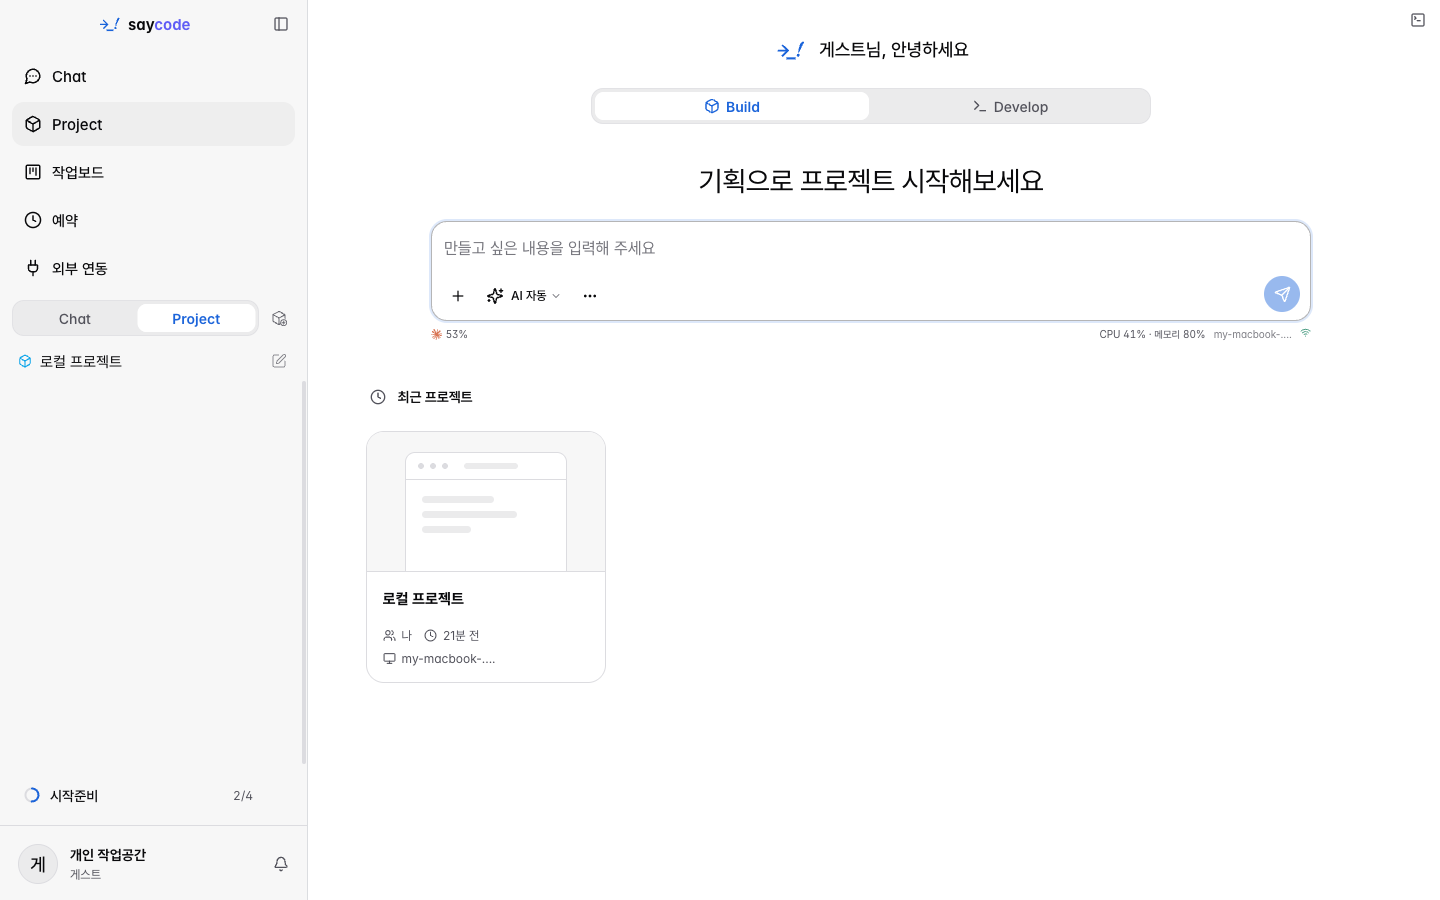 saycode
Chat
Project
작업보드
예약
외부 연동
Chat
Project
로컬 프로젝트
시작준비
2/4
게
개인 작업공간
게스트
게스트님, 안녕하세요
Build
Develop
기획으로 프로젝트 시작해보세요
만들고 싶은 내용을 입력해 주세요
AI 자동
53%
CPU 41% · 메모리 80% my-macbook-....
최근 프로젝트
로컬 프로젝트
나 21분 전
my-macbook-....